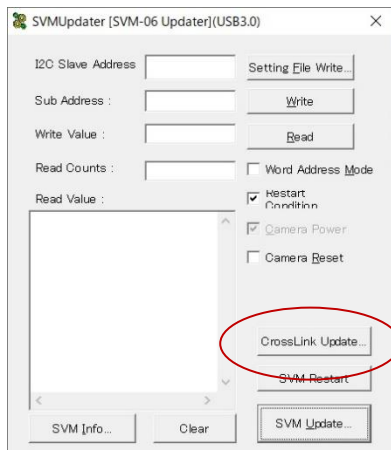 SVMUpdater [SVM-06 Updater](USB3.0)
I2C Slave Address
Setting File Write...
Sub Address :
Write
Write Value :
Read
Read Counts :
Word Address Mode
Read Value :
Restart
Condition
Camera Power
Camera Reset
CrossLink Update...
SVM Restart
SVM Info...
Clear
SVM Update...